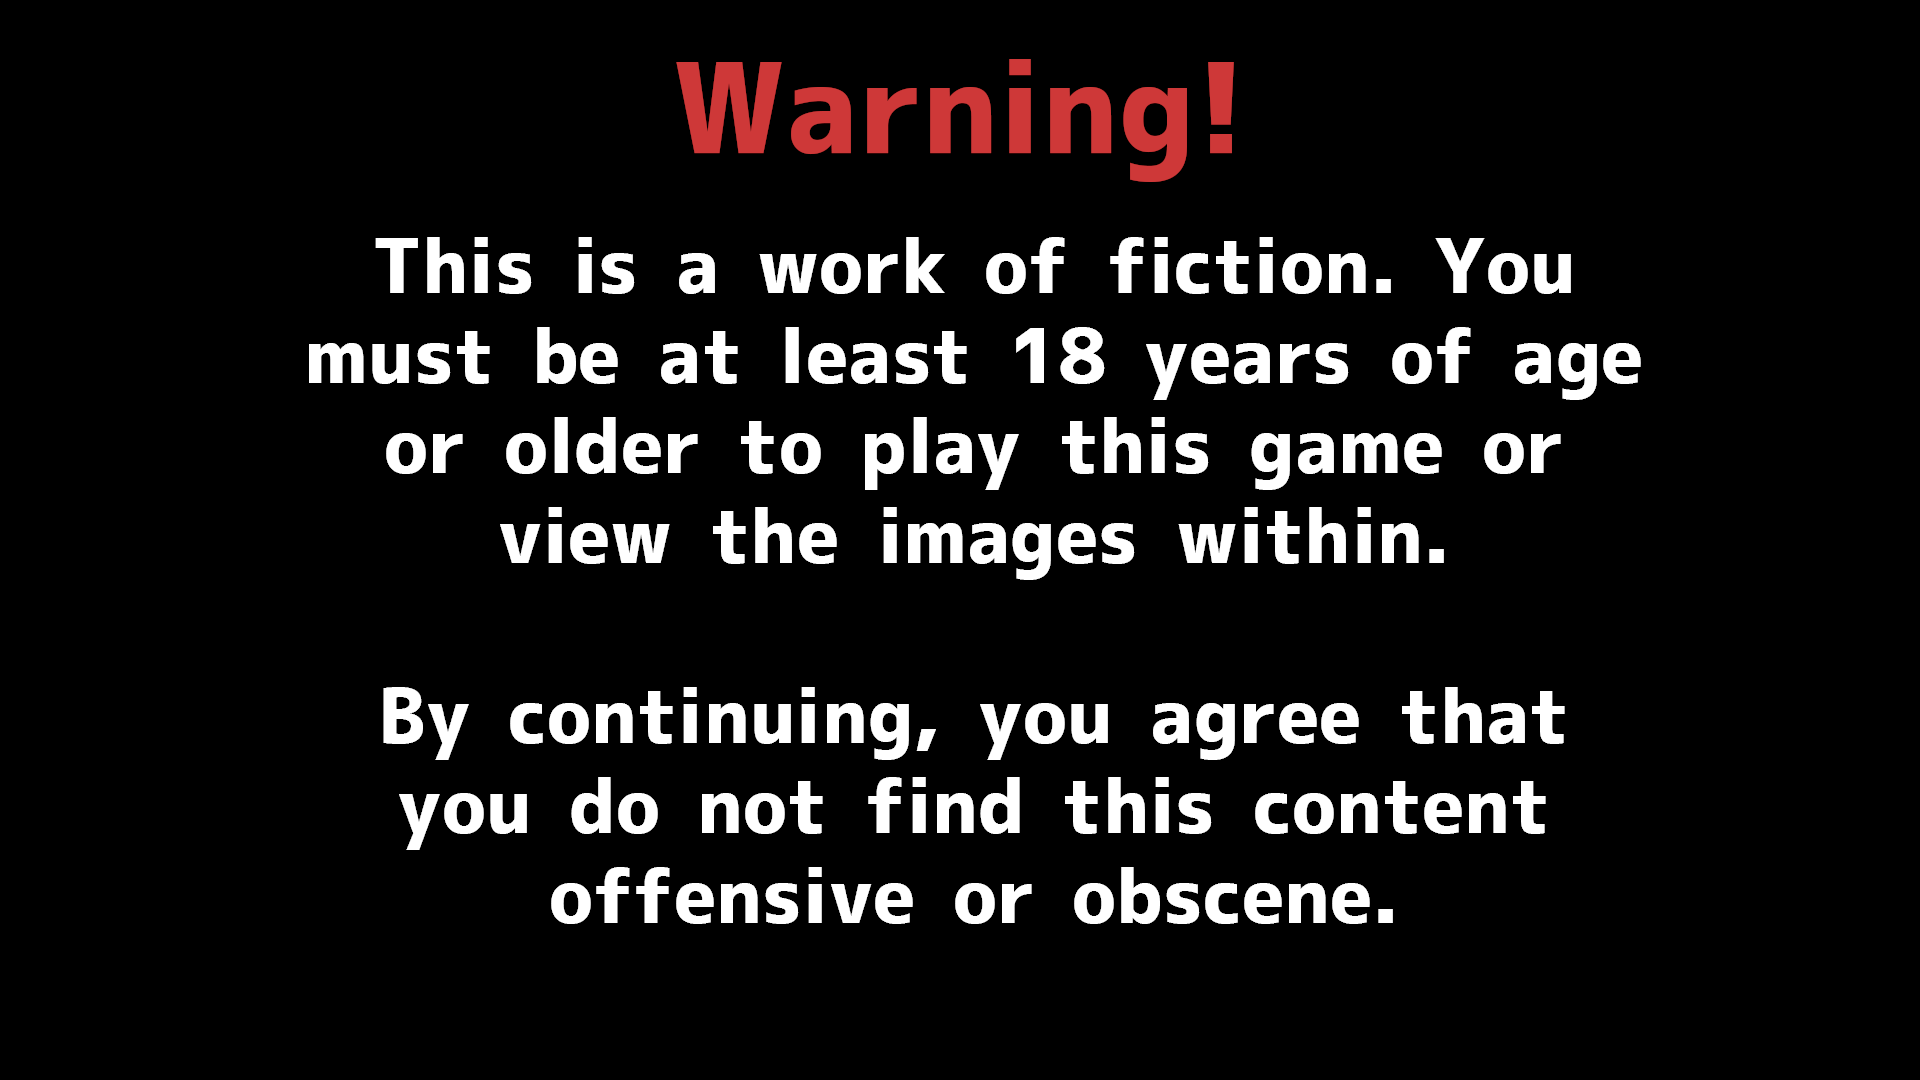 Warning!
This is a work of fiction. You
must be at least 18 years of age
or older to play this game or
view the images within.
By continuing, you agree that
you do not find this content
offensive or obscene.